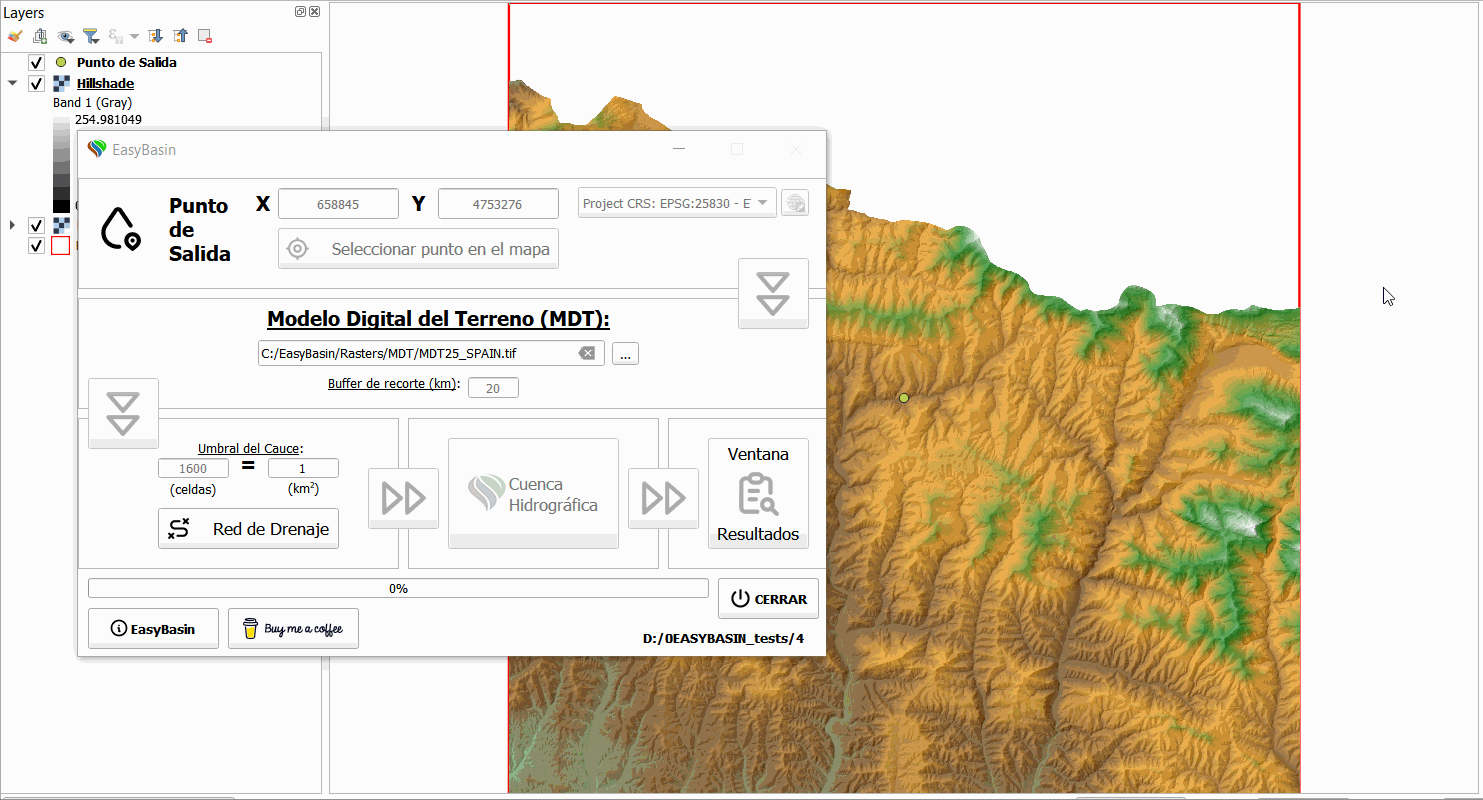 Layers
Punto de Salida
Hillshade
Band 1 (Gray)
254.981049
EasyBasin
Punto
de
Salida
X
658845
Y
4753276
Project CRS: EPSG:25830 - E
Seleccionar punto en el mapa
Modelo Digital del Terreno (MDT):
C:/EasyBasin/Rasters/MDT/MDT25_SPAIN.tif
...
Buffer de recorte (km):
20
Umbral del Cauce:
1600
=
1
(celdas)
(km²)
Red de Drenaje
Cuenca
Hidrográfica
Ventana
Resultados
0%
CERRAR
EasyBasin
Buy me a coffee
D:/0EASYBASIN_tests/4